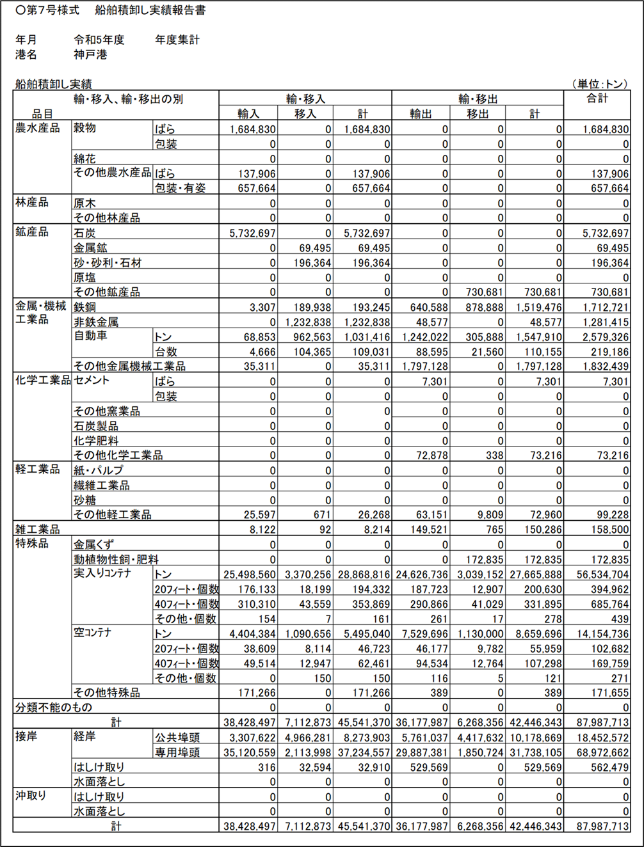 〇第7号様式　船舶積卸し実績報告書
年月　令和5年度　年度集計
港名　神戸港
船舶積卸し実績　（単位：トン）
輸・移入、輸・移出の別　輸・移入　輸・移出　合計
品目　輸入　移入　計　輸出　移出　計
農水産品　穀物　ばら　1,684,830　0　1,684,830　0　0　0　1,684,830
包装　0　0　0　0　0　0　0
綿花　0　0　0　0　0　0　0
その他農水産品　ばら　137,906　0　137,906　0　0　0　137,906
包装・有姿　657,664　0　657,664　0　0　0　657,664
林産品　原木　0　0　0　0　0　0　0
その他林産品　0　0　0　0　0　0　0
鉱産品　石炭　5,732,697　0　5,732,697　0　0　0　5,732,697
金属鉱　0　69,495　69,495　0　0　0　69,495
砂・砂利・石材　0　196,364　196,364　0　0　0　196,364
原塩　0　0　0　0　0　0　0
その他鉱産品　0　0　0　0　730,681　730,681　730,681
金属・機械工業品　鉄鋼　3,307　189,938　193,245　640,588　878,888　1,519,476　1,712,721
非鉄金属　0　1,232,838　1,232,838　48,577　0　48,577　1,281,415
自動車　トン　68,853　962,563　1,031,416　1,242,022　305,888　1,547,910　2,579,326
台数　4,666　104,365　109,031　88,595　21,560　110,155　219,186
その他金属機械工業品　35,311　0　35,311　1,797,128　0　1,797,128　1,832,439
化学工業品　セメント　ばら　0　0　0　7,301　0　7,301　7,301
包装　0　0　0　0　0　0　0
その他窯業品　0　0　0　0　0　0　0
石炭製品　0　0　0　0　0　0　0
化学肥料　0　0　0　0　0　0　0
その他化学工業品　0　0　0　72,878　338　73,216　73,216
軽工業品　紙・パルプ　0　0　0　0　0　0　0
繊維工業品　0　0　0　0　0　0　0
砂糖　0　0　0　0　0　0　0
その他軽工業品　25,597　671　26,268　63,151　9,809　72,960　99,228
雑工業品　8,122　92　8,214　149,521　765　150,286　158,500
特殊品　金属くず　0　0　0　0　0　0　0
動植物性飼・肥料　0　0　0　0　172,835　172,835　172,835
実入りコンテナ　トン　25,498,560　3,370,256　28,868,816　24,626,736　3,039,152　27,665,888　56,534,704
20フィート・個数　176,133　18,199　194,332　187,723　12,907　200,630　394,962
40フィート・個数　310,310　43,559　353,869　290,866　41,029　331,895　685,764
その他・個数　154　7　161　261　17　278　439
空コンテナ　トン　4,404,384　1,090,656　5,495,040　7,529,696　1,130,000　8,659,696　14,154,736
20フィート・個数　38,609　8,114　46,723　46,177　9,782　55,959　102,682
40フィート・個数　49,514　12,947　62,461　94,534　12,764　107,298　169,759
その他・個数　0　150　150　116　5　121　271
その他特殊品　171,266　0　171,266　389　0　389　171,655
分類不能のもの　0　0　0　0　0　0　0
計　38,428,497　7,112,873　45,541,370　36,177,987　6,268,356　42,446,343　87,987,713
接岸　経岸　公共埠頭　3,307,622　4,966,281　8,273,903　5,761,037　4,417,632　10,178,669　18,452,572
専用埠頭　35,120,559　2,113,998　37,234,557　29,887,381　1,850,724　31,738,105　68,972,662
はしけ取り　316　32,594　32,910　529,569　0　529,569　562,479
水面落とし　0　0　0　0　0　0　0
沖取り　はしけ取り　0　0　0　0　0　0　0
水面落とし　0　0　0　0　0　0　0
計　38,428,497　7,112,873　45,541,370　36,177,987　6,268,356　42,446,343　87,987,713